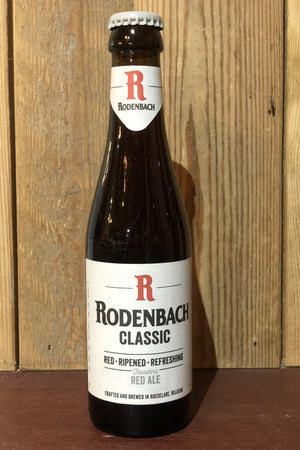 R
RODENBACH
R
RODENBACH
CLASSIC
RED • RIPENED • REFRESHING
Flanders
RED ALE
CRAFTED AND BREWED IN ROESELARE, BELGIUM